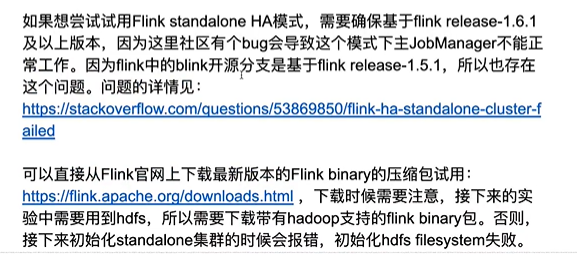 如果想尝试试用Flink standalone HA模式，需要确保基于flink release-1.6.1
及以上版本，因为这里社区有个bug会导致这个模式下主JobManager不能正
常工作。因为flink中的blink开源分支是基于flink release-1.5.1，所以也存在
这个问题。问题的详情见：
https://stackoverflow.com/questions/53869850/flink-ha-standalone-cluster-f
ailed
可以直接从Flink官网上下载最新版本的Flink binary的压缩包试用：
https://flink.apache.org/downloads.html ，下载时候需要注意，接下来的实
验中需要用到hdfs，所以需要下载带有hadoop支持的flink binary包。否则，
接下来初始化standalone集群的时候会报错，初始化hdfs filesystem失败。